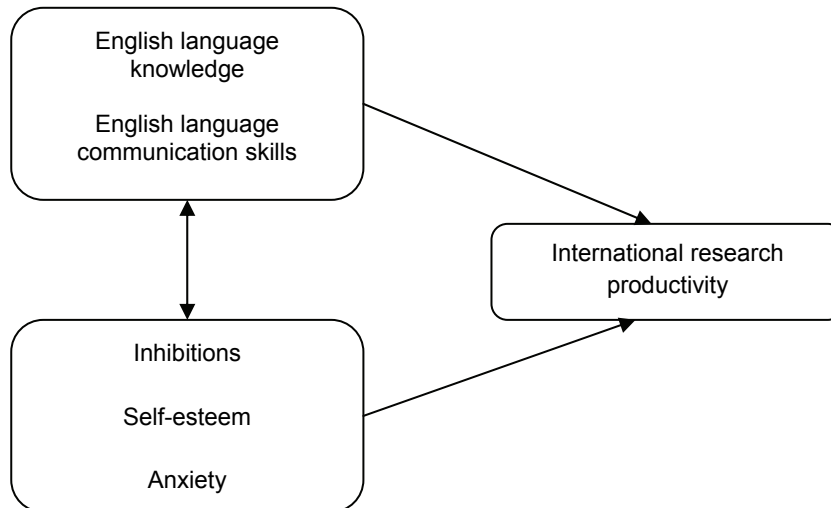 English language
knowledge
English language
communication skills
International research
productivity
Inhibitions
Self-esteem
Anxiety